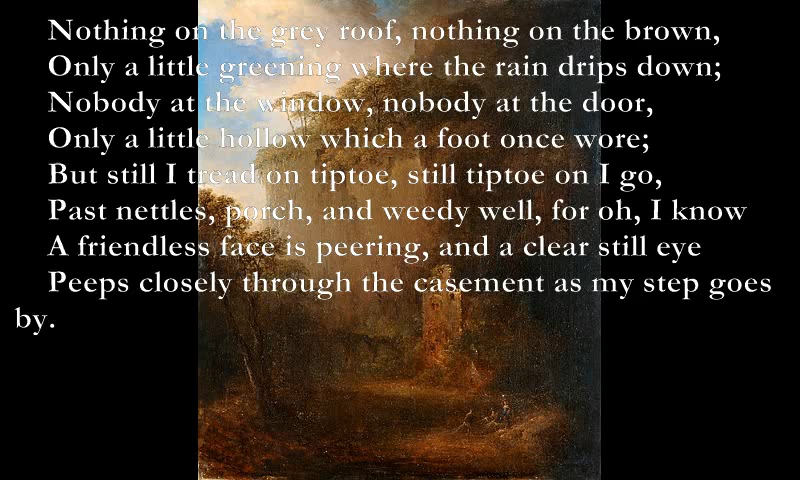 Nothing on the grey roof, nothing on the brown,
Only a little greening where the rain drips down;
Nobody at the window, nobody at the door,
Only a little hollow which a foot once wore;
But still I tread on tiptoe, still tiptoe on I go,
Past nettles, porch, and weedy well, for oh, I know
A friendless face is peering, and a clear still eye
Peeps closely through the casement as my step goes
by.